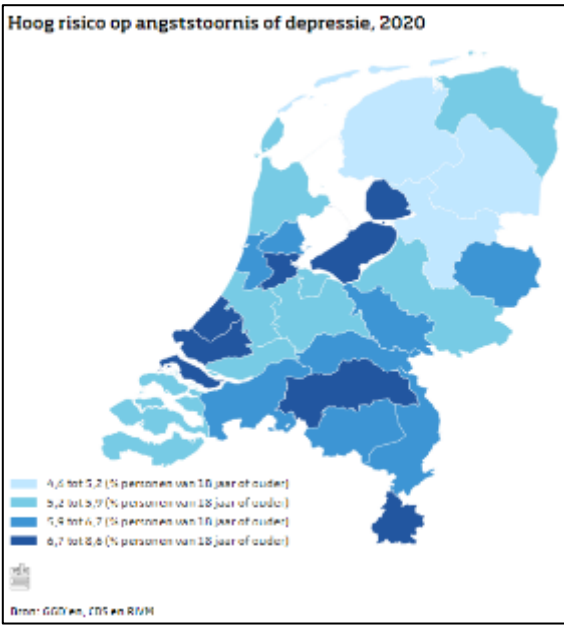 Hoog risico op angststoornis of depressie, 2020
4,4 tot 5,2 (% personen van 18 jaar of ouder)
5,2 tot 5,9 (% personen van 18 jaar of ouder)
5,9 tot 6,7 (% personen van 18 jaar of ouder)
6,7 tot 8,6 (% personen van 18 jaar of ouder)
Bron: GGD'en, CBS en RIVM